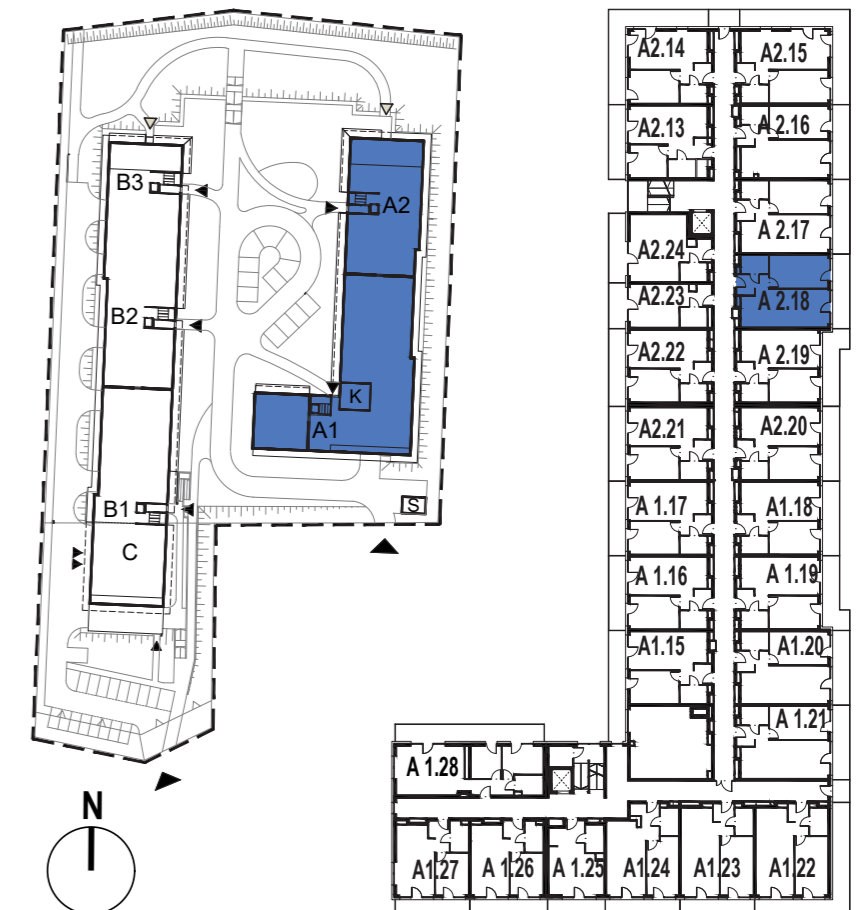 B3
A2
B2
K
A1
B1
S
C
N
A2.14
A2.15
A2.13
A 2.16
A 2.17
A2.24
A2.23
A 2.18
A2.22
A 2.19
A2.21
A2.20
A 1.17
A1.18
A 1.16
A 1.19
A1.15
A1.20
A 1.21
A 1.28
A1.27
A 1.26
A 1.25
A1.24
A1.23
A1.22